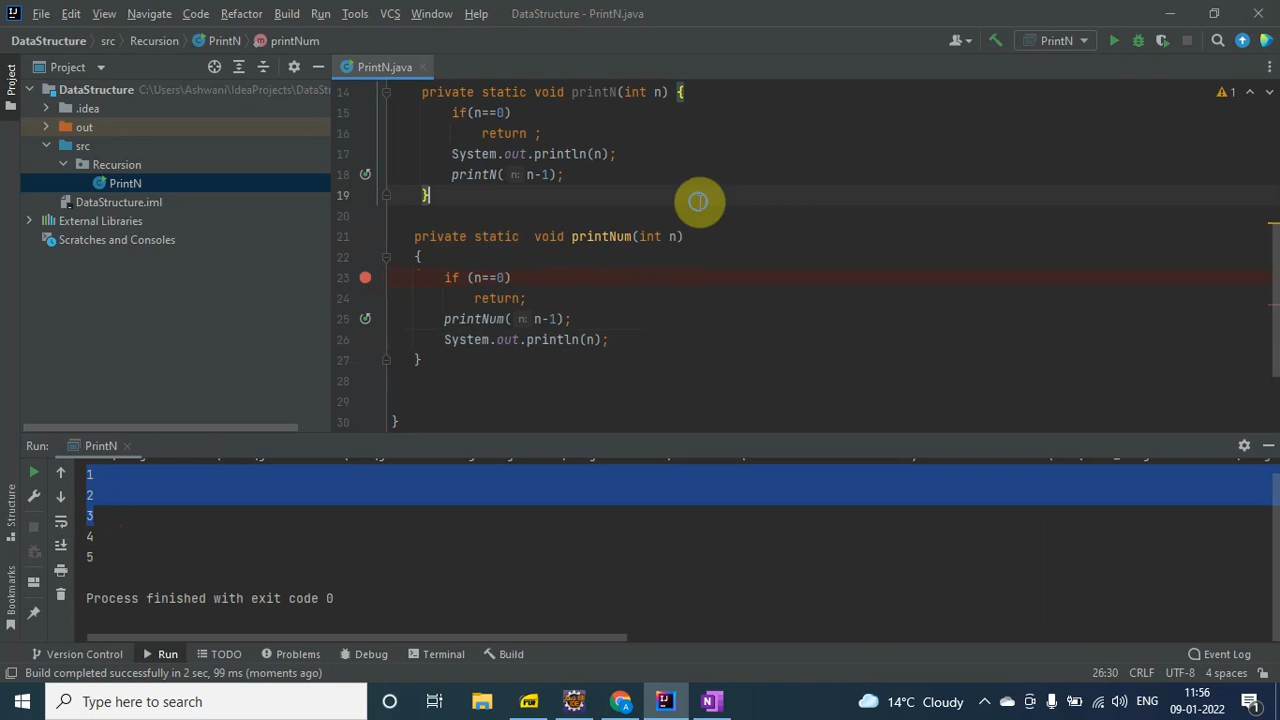 File Edit View Navigate Code Refactor Build Run Tools VCS Window Help DataStructure - PrintN.java
DataStructure src Recursion PrintN printNum PrintN
Project PrintN.java
DataStructure C:\Users\Ashwani\IdeaProjects\DataStr
.idea
out
src
Recursion
PrintN
DataStructure.iml
External Libraries
Scratches and Consoles
Project
Structure
Bookmarks
1
14 private static void printN(int n) {
15 if(n==0)
16 return ;
17 System.out.println(n);
18 printN( n: n-1);
19 }
20
21 private static void printNum(int n)
22 {
23 if (n==0)
24 return;
25 printNum( n: n-1);
26 System.out.println(n);
27 }
28
29
30 }
Run: PrintN
1
2
3
4
5
Process finished with exit code 0
Version Control Run TODO Problems Debug Terminal Build Event Log
Build completed successfully in 2 sec, 99 ms (moments ago) 26:30 CRLF UTF-8 4 spaces
Type here to search 14°C Cloudy ENG 11:56
09-01-2022 1